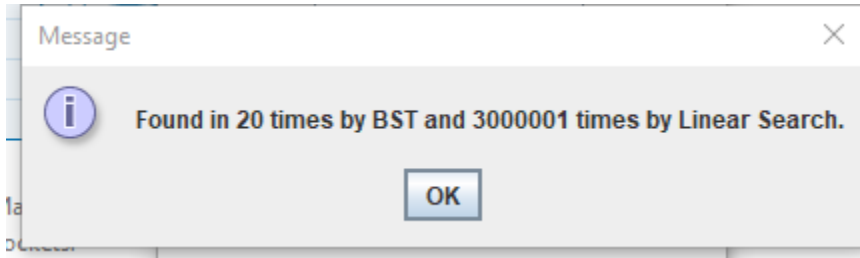 Message
Found in 20 times by BST and 3000001 times by Linear Search.
OK